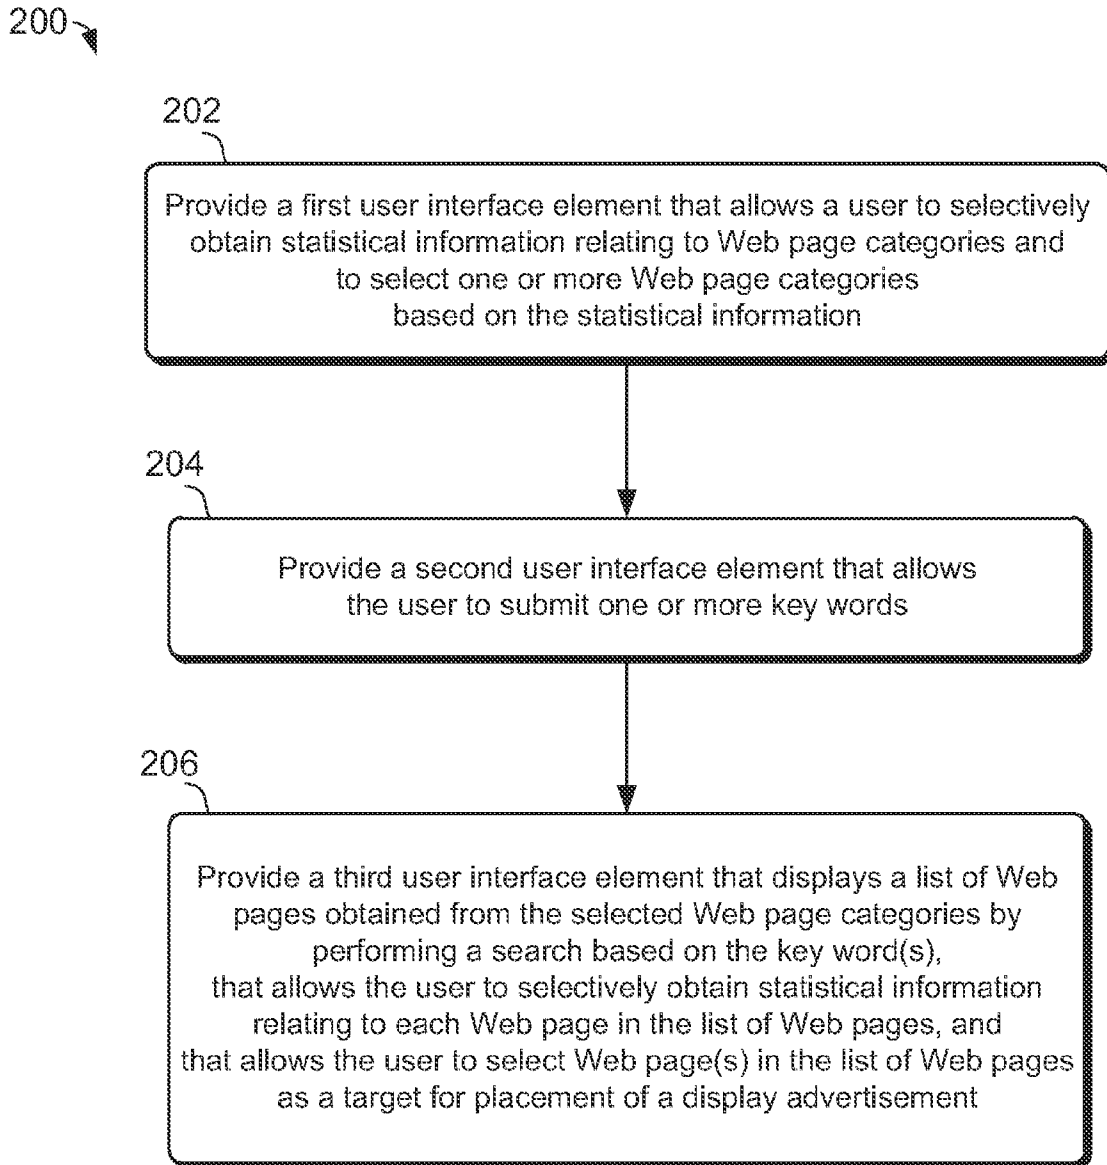 200
202
Provide a first user interface element that allows a user to selectively
obtain statistical information relating to Web page categories and
to select one or more Web page categories
based on the statistical information
204
Provide a second user interface element that allows
the user to submit one or more key words
206
Provide a third user interface element that displays a list of Web
pages obtained from the selected Web page categories by
performing a search based on the key word(s),
that allows the user to selectively obtain statistical information
relating to each Web page in the list of Web pages, and
that allows the user to select Web page(s) in the list of Web pages
as a target for placement of a display advertisement